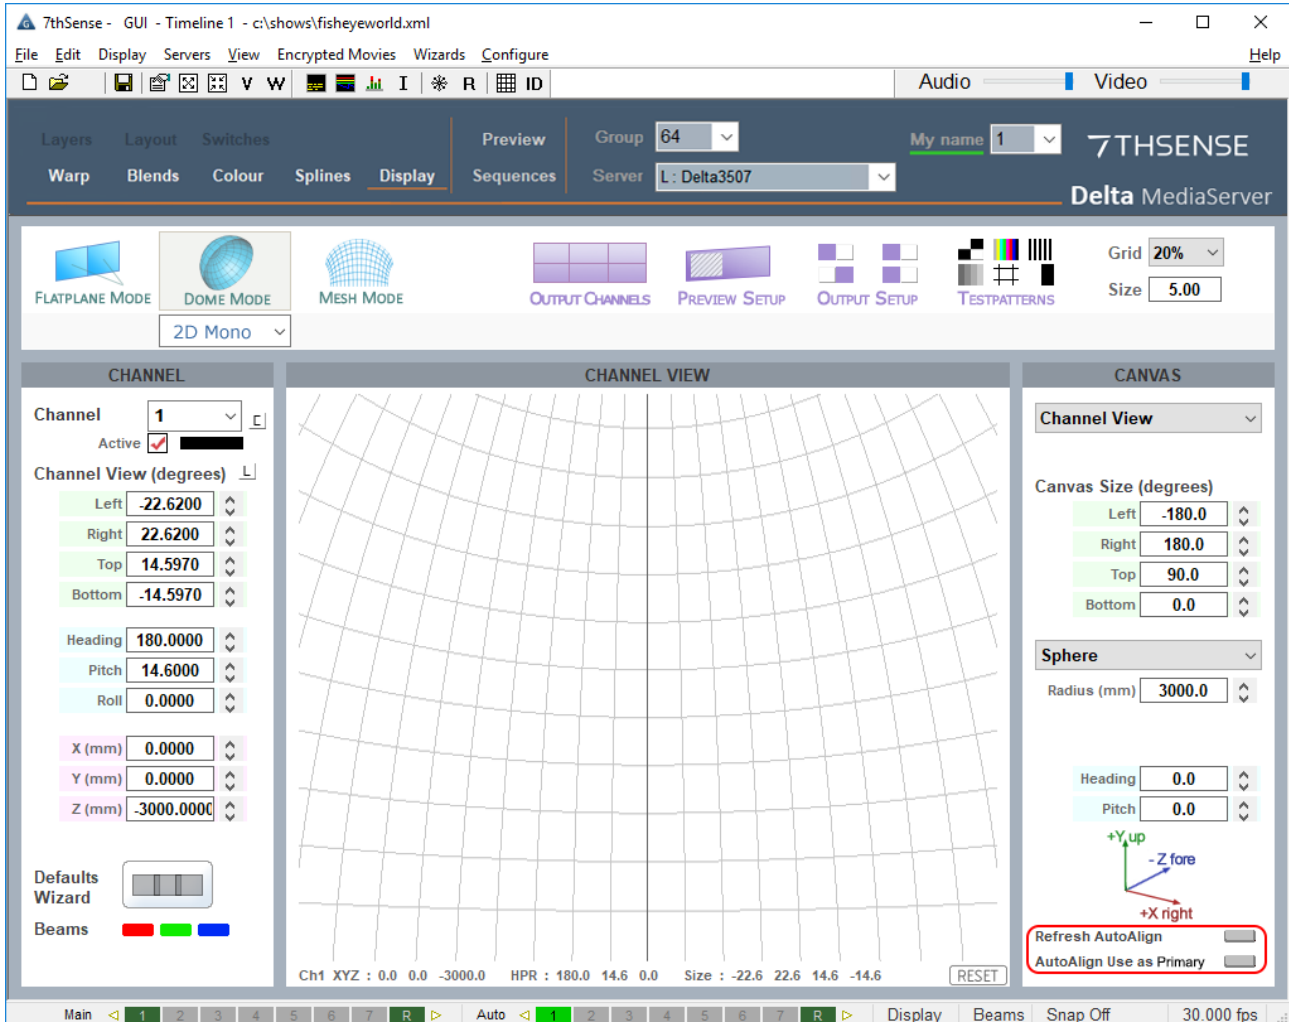 7thSense - GUI - Timeline 1 - c:\shows\fisheyeworld.xml
File Edit Display Servers View Encrypted Movies Wizards Configure Help
V W I R ID Audio Video
Layers Layout Switches Preview Group 64 My name 1 7THSENSE
Warp Blends Colour Splines Display Sequences Server L : Delta3507
Delta MediaServer
FLATPLANE MODE DOME MODE MESH MODE OUTPUT CHANNELS PREVIEW SETUP OUTPUT SETUP TESTPATTERNS
Grid 20%
Size 5.00
2D Mono
CHANNEL
Channel 1 C
Active
Channel View (degrees) L
Left -22.6200
Right 22.6200
Top 14.5970
Bottom -14.5970
Heading 180.0000
Pitch 14.6000
Roll 0.0000
X (mm) 0.0000
Y (mm) 0.0000
Z (mm) -3000.0000
Defaults
Wizard
Beams
CHANNEL VIEW
Ch1 XYZ : 0.0 0.0 -3000.0 HPR : 180.0 14.6 0.0 Size : -22.6 22.6 14.6 -14.6 RESET
CANVAS
Channel View
Canvas Size (degrees)
Left -180.0
Right 180.0
Top 90.0
Bottom 0.0
Sphere
Radius (mm) 3000.0
Heading 0.0
Pitch 0.0
+Y up
- Z fore
+X right
Refresh AutoAlign
AutoAlign Use as Primary
Main 1 2 3 4 5 6 7 R Auto 1 2 3 4 5 6 7 R Display Beams Snap Off 30.000 fps